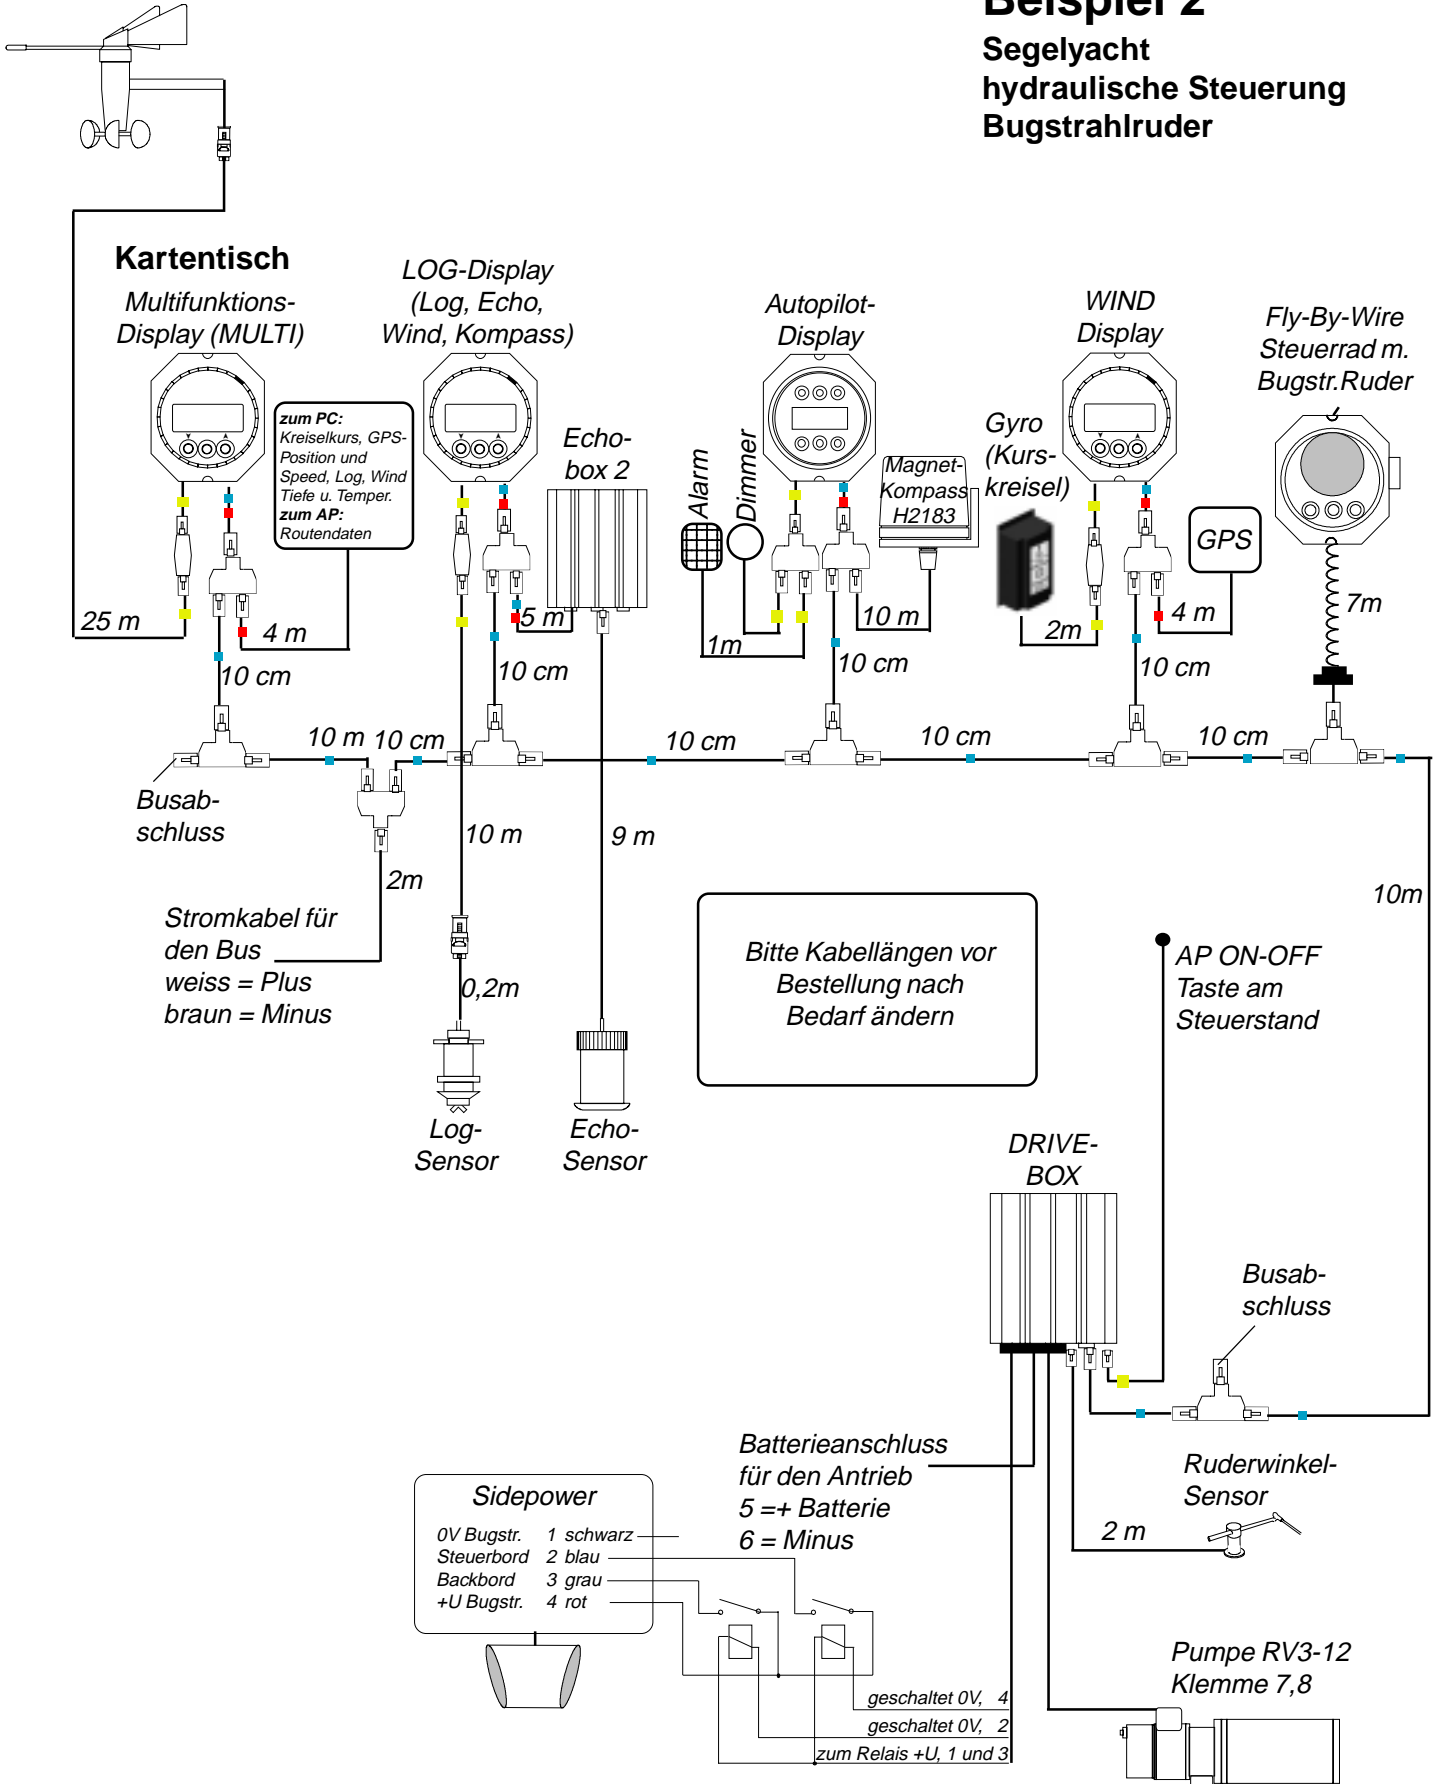 Beispiel 2
Segelyacht
hydraulische Steuerung
Bugstrahlruder
Kartentisch
Multifunktions-
Display (MULTI)
LOG-Display
(Log, Echo,
Wind, Kompass)
Autopilot-
Display
WIND
Display
Fly-By-Wire
Steuerrad m.
Bugstr.Ruder
zum PC:
Kreiselkurs, GPS-
Position und
Speed, Log, Wind
Tiefe u. Temper.
zum AP:
Routendaten
Echo-
box 2
Alarm
Dimmer
Magnet-
Kompass
H2183
Gyro
(Kurs-
kreisel)
GPS
25 m
4 m
5 m
1m
10 m
2m
4 m
7m
10 cm
10 cm
10 cm
10 cm
10 m
10 cm
10 cm
10 cm
10 cm
Busab-
schluss
10 m
9 m
2m
10m
Stromkabel für
den Bus
weiss = Plus
braun = Minus
0,2m
Bitte Kabellängen vor
Bestellung nach
Bedarf ändern
AP ON-OFF
Taste am
Steuerstand
Log-
Sensor
Echo-
Sensor
DRIVE-
BOX
Busab-
schluss
Batterieanschluss
für den Antrieb
5 =+ Batterie
6 = Minus
Ruderwinkel-
Sensor
2 m
Sidepower
0V Bugstr. 1 schwarz
Steuerbord 2 blau
Backbord 3 grau
+U Bugstr. 4 rot
Pumpe RV3-12
Klemme 7,8
geschaltet 0V, 4
geschaltet 0V, 2
zum Relais +U, 1 und 3